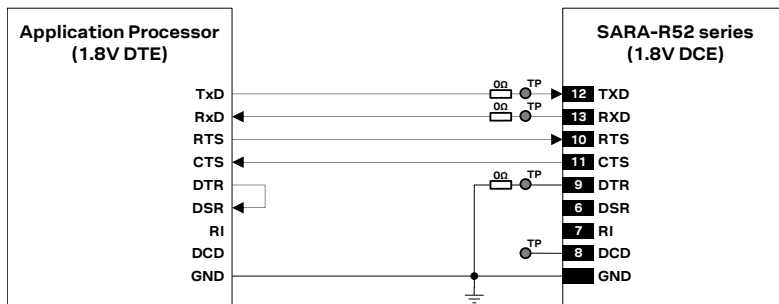 Application Processor
(1.8V DTE)
SARA-R52 series
(1.8V DCE)
TxD 0Ω TP 12 TXD
RxD 0Ω TP 13 RXD
RTS 10 RTS
CTS 11 CTS
DTR 0Ω TP 9 DTR
DSR 6 DSR
RI 7 RI
DCD TP 8 DCD
GND GND